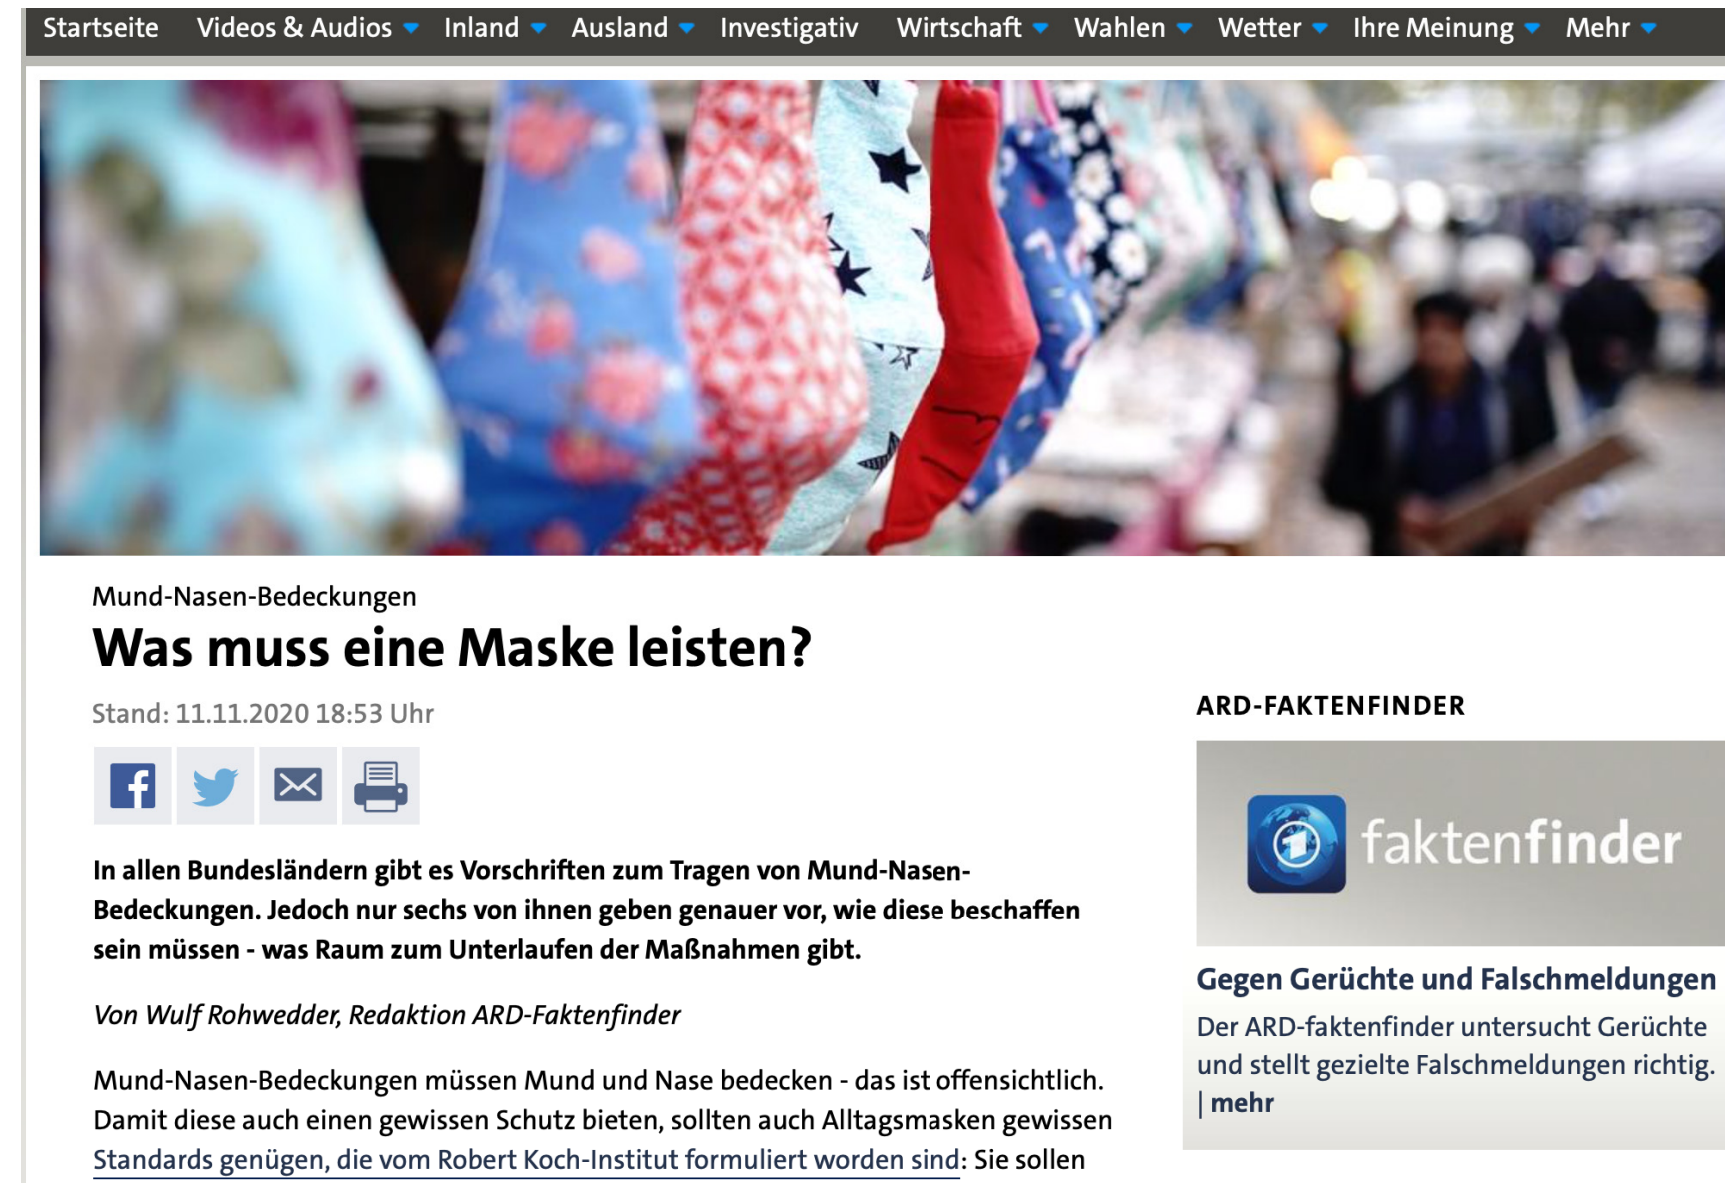 Startseite Videos & Audios Inland Ausland Investigativ Wirtschaft Wahlen Wetter Ihre Meinung Mehr
Mund-Nasen-Bedeckungen
Was muss eine Maske leisten?
Stand: 11.11.2020 18:53 Uhr
In allen Bundesländern gibt es Vorschriften zum Tragen von Mund-Nasen-
Bedeckungen. Jedoch nur sechs von ihnen geben genauer vor, wie diese beschaffen
sein müssen - was Raum zum Unterlaufen der Maßnahmen gibt.
Von Wulf Rohwedder, Redaktion ARD-Faktenfinder
Mund-Nasen-Bedeckungen müssen Mund und Nase bedecken - das ist offensichtlich.
Damit diese auch einen gewissen Schutz bieten, sollten auch Alltagsmasken gewissen
Standards genügen, die vom Robert Koch-Institut formuliert worden sind: Sie sollen
ARD-FAKTENFINDER
faktenfinder
Gegen Gerüchte und Falschmeldungen
Der ARD-faktenfinder untersucht Gerüchte
und stellt gezielte Falschmeldungen richtig.
| mehr